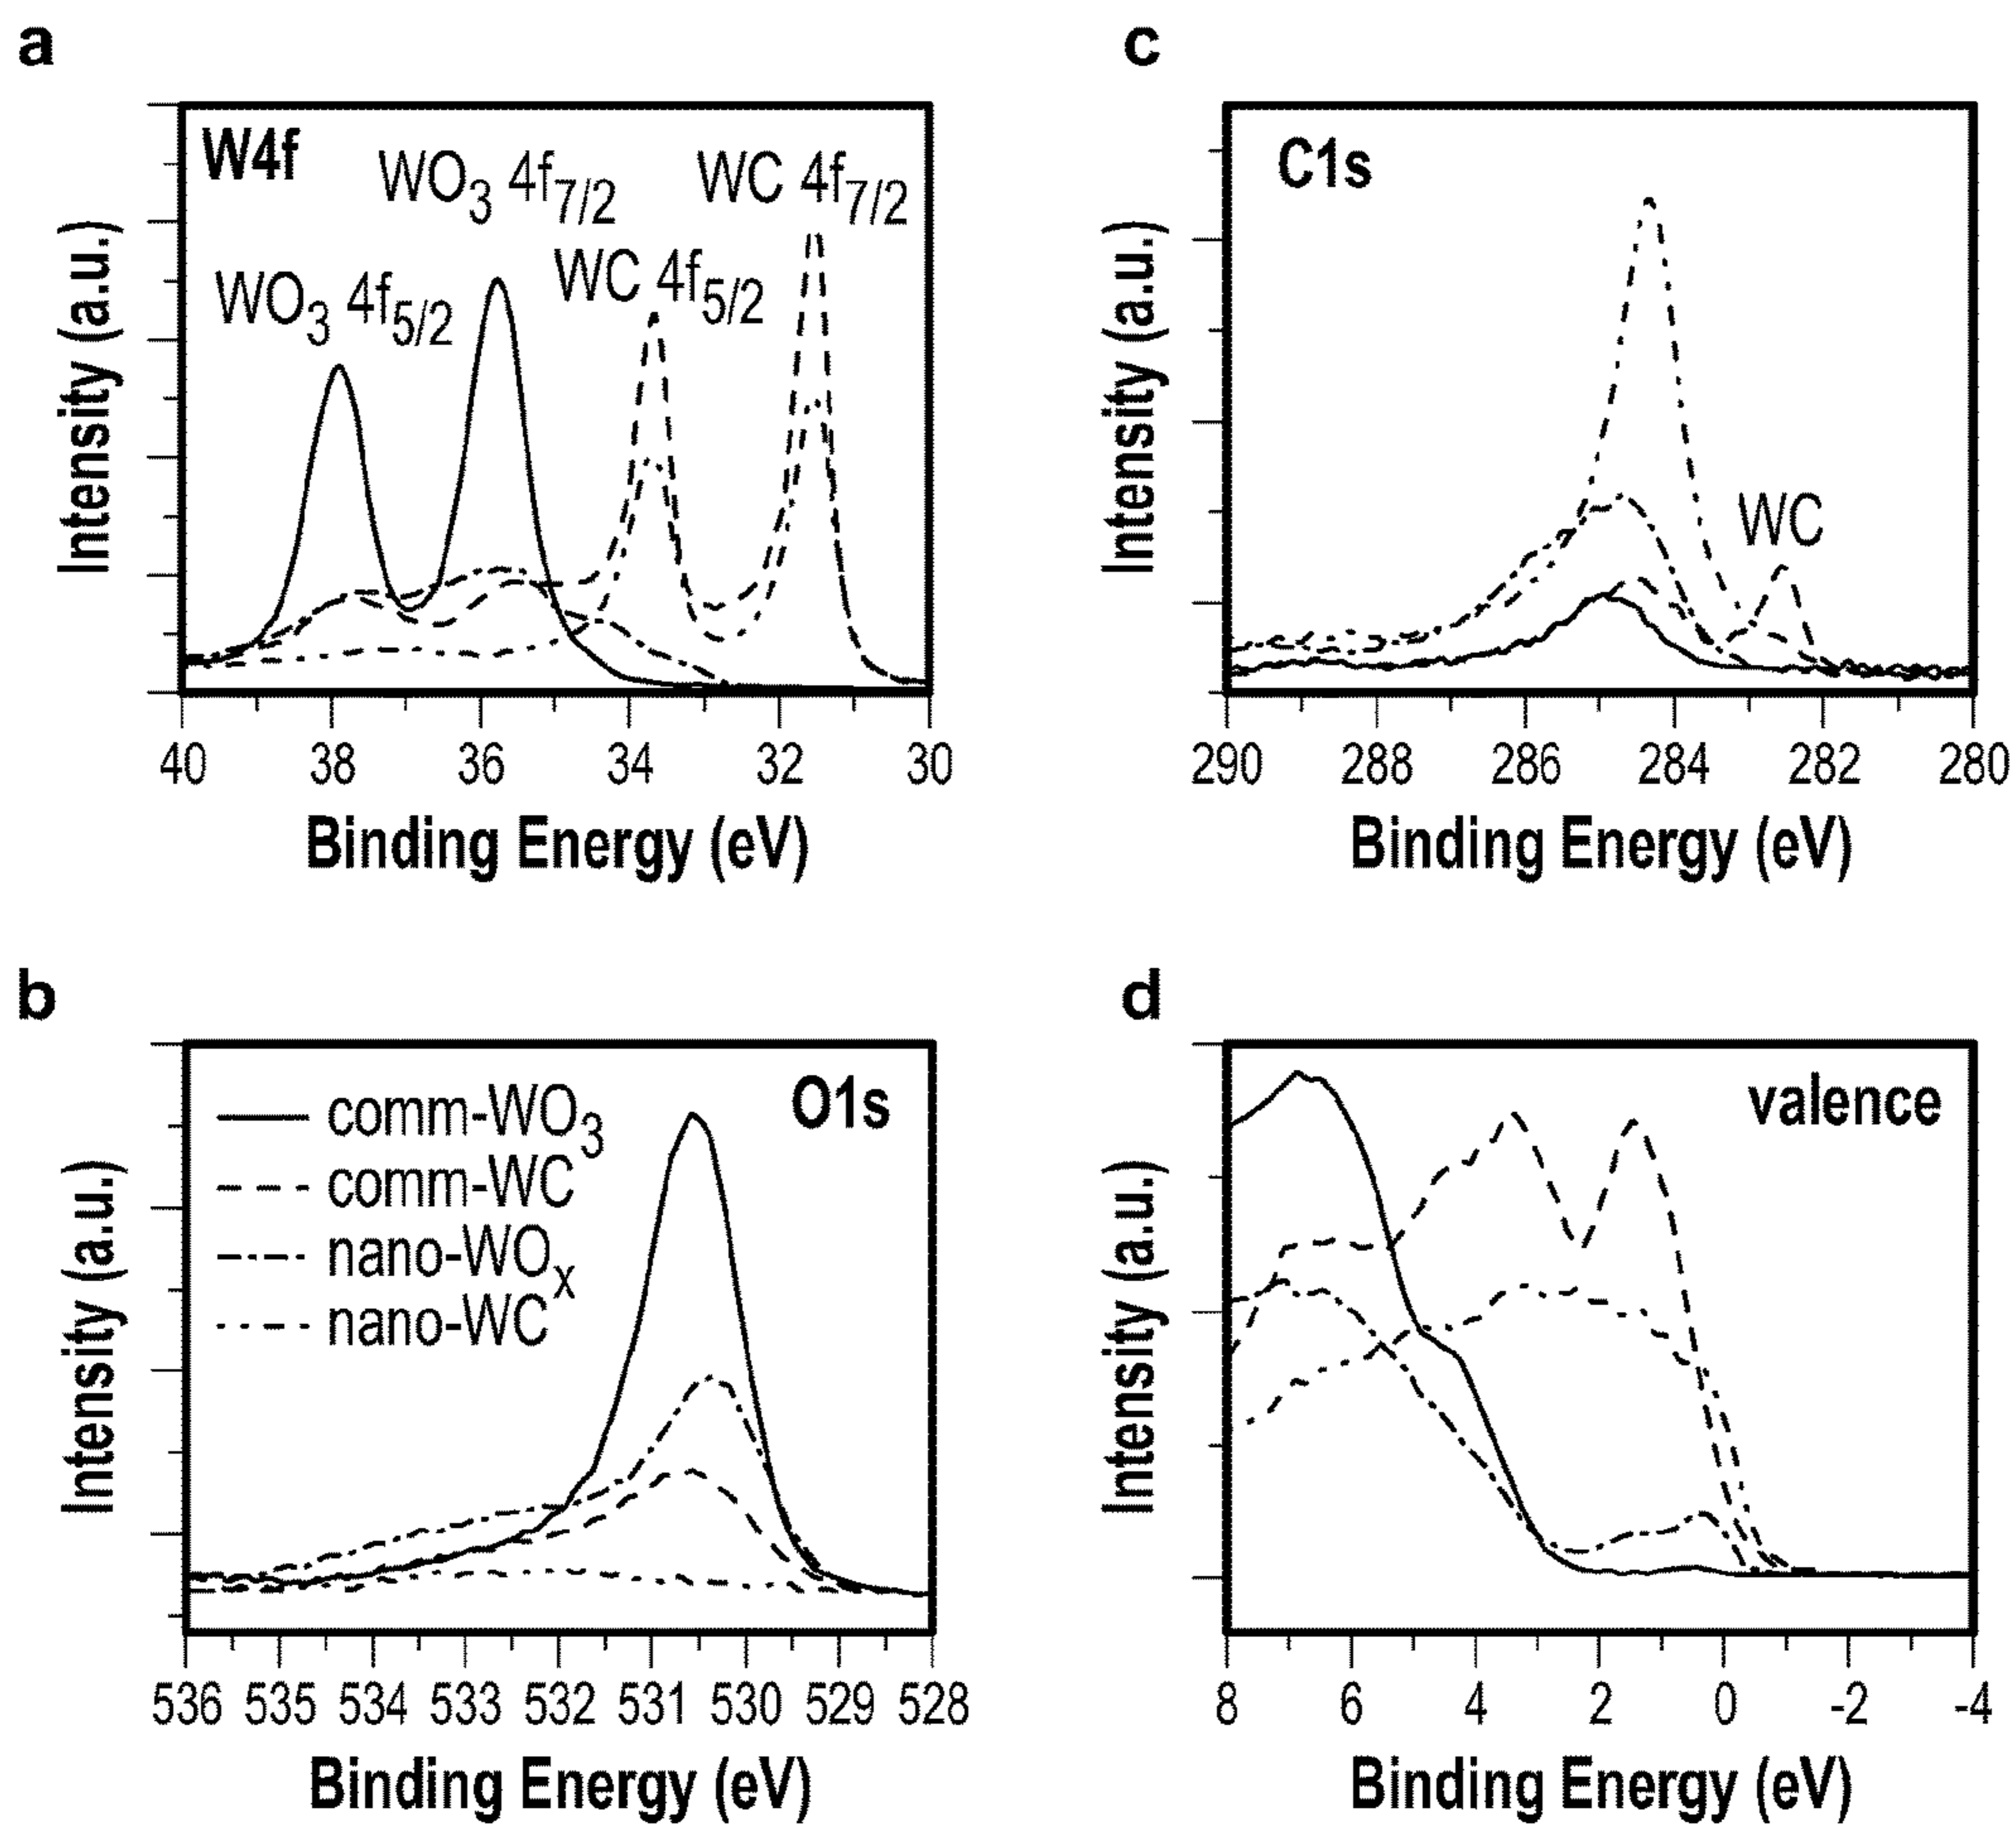 a
W4f
WO₃ 4f₇/₂
WC 4f₇/₂
WO₃ 4f₅/₂
WC 4f₅/₂
Intensity (a.u.)
40 38 36 34 32 30
Binding Energy (eV)
c
C1s
WC
Intensity (a.u.)
290 288 286 284 282 280
Binding Energy (eV)
b
O1s
comm-WO₃
comm-WC
nano-WOₓ
nano-WC
Intensity (a.u.)
536 535 534 533 532 531 530 529 528
Binding Energy (eV)
d
valence
Intensity (a.u.)
8 6 4 2 0 -2 -4
Binding Energy (eV)